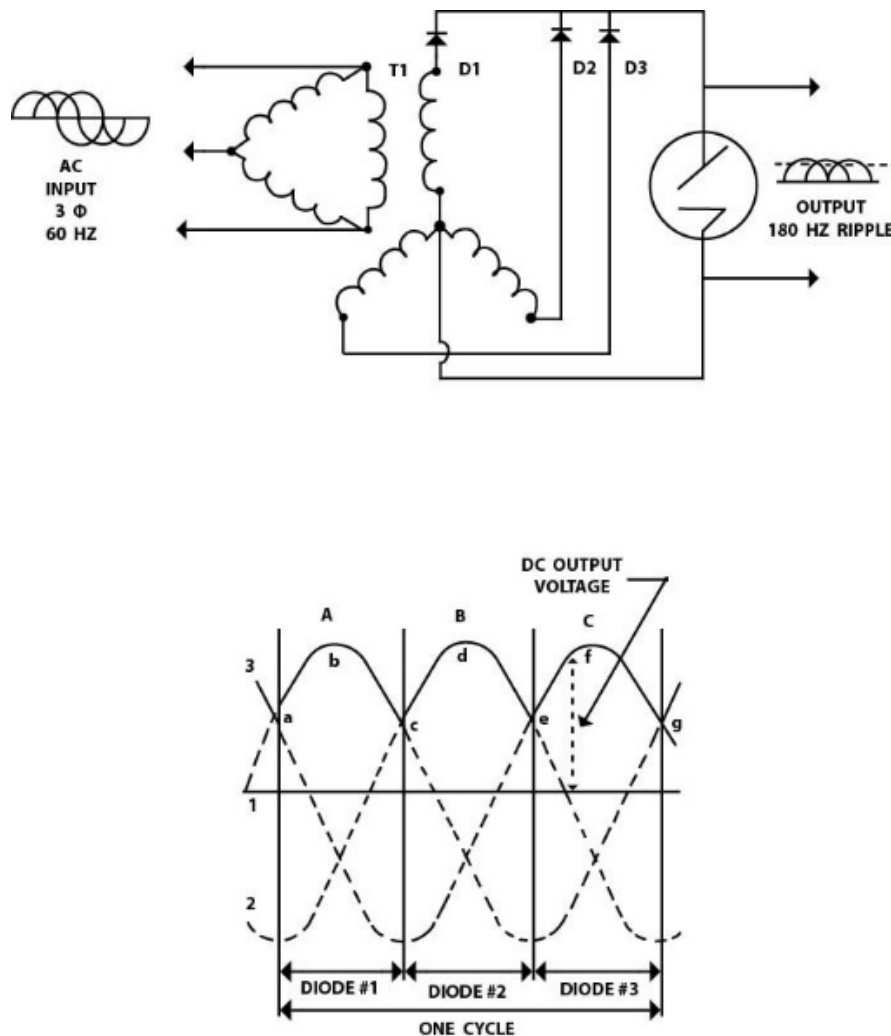 T1
D1
D2
D3
AC
INPUT
3 Φ
60 HZ
OUTPUT
180 HZ RIPPLE
DC OUTPUT
VOLTAGE
A
B
C
b
d
f
3
a
c
e
g
1
2
DIODE #1
DIODE #2
DIODE #3
ONE CYCLE